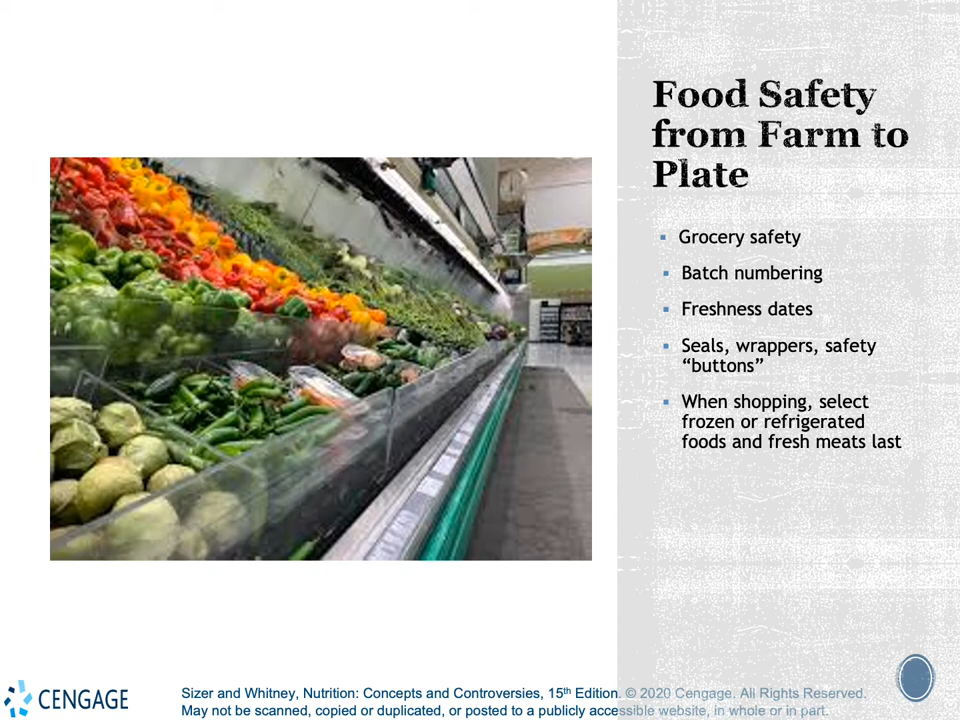 Food Safety
from Farm to
Plate
▪ Grocery safety
▪ Batch numbering
▪ Freshness dates
▪ Seals, wrappers, safety
“buttons”
▪ When shopping, select
frozen or refrigerated
foods and fresh meats last
CENGAGE
Sizer and Whitney, Nutrition: Concepts and Controversies, 15th Edition. © 2020 Cengage. All Rights Reserved.
May not be scanned, copied or duplicated, or posted to a publicly accessible website, in whole or in part.